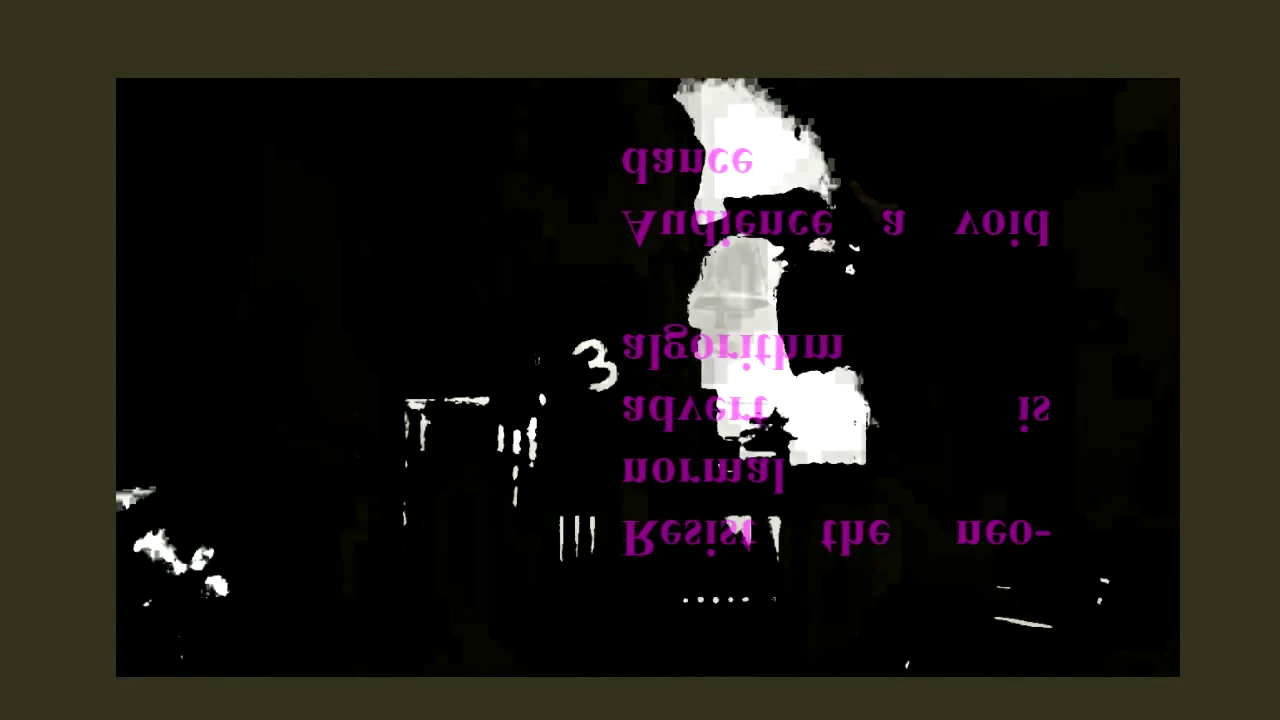 Resist the neo-
normal
advert is
algorithm
Audience a void
dance
3